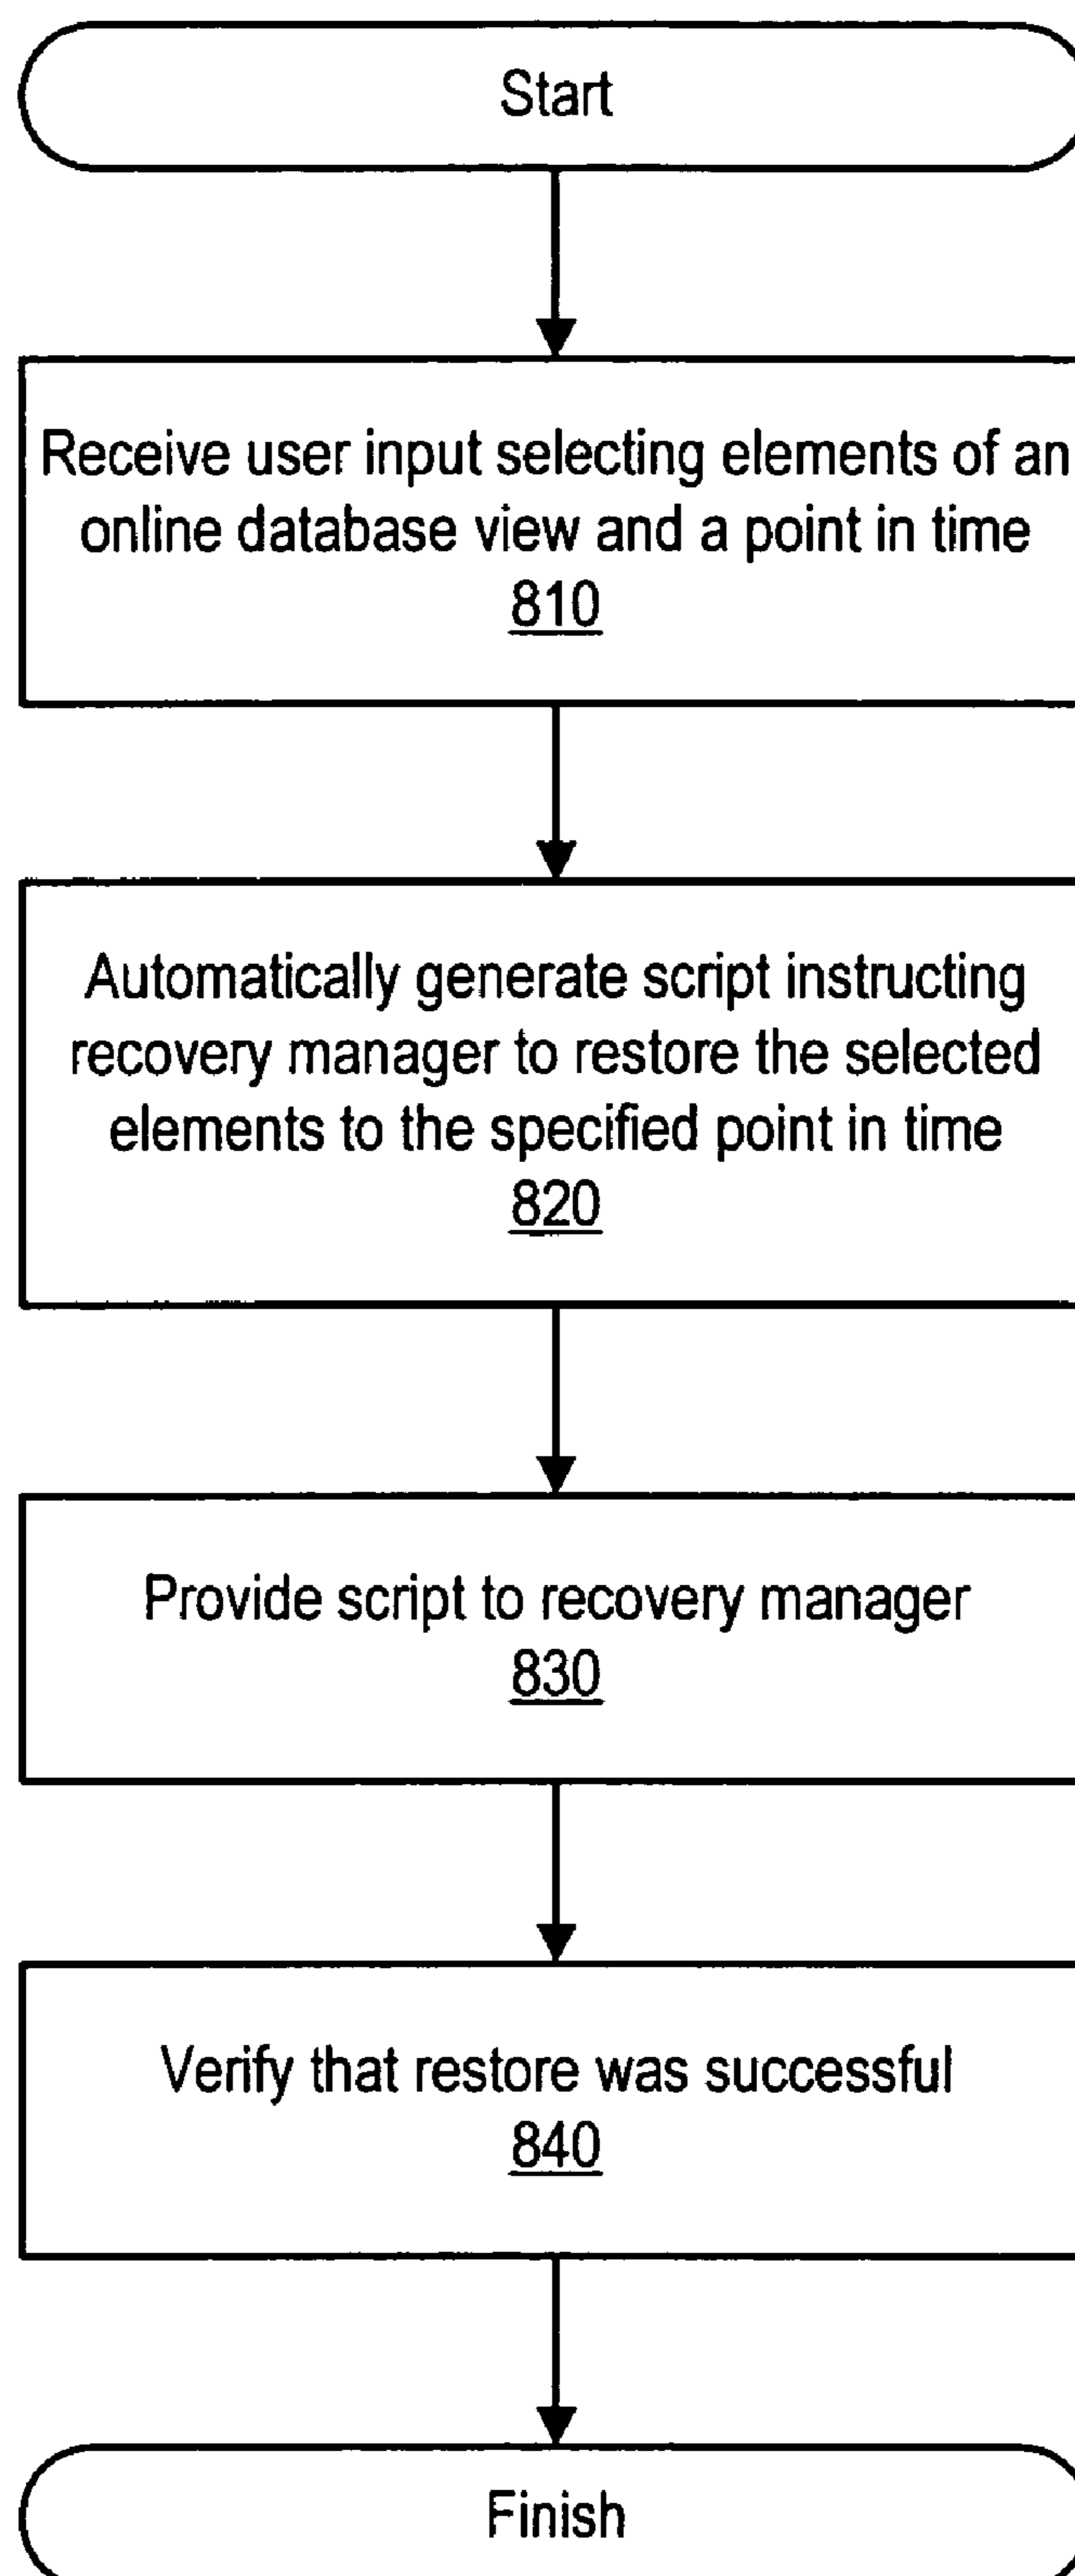 Start
Receive user input selecting elements of an
online database view and a point in time
810
Automatically generate script instructing
recovery manager to restore the selected
elements to the specified point in time
820
Provide script to recovery manager
830
Verify that restore was successful
840
Finish